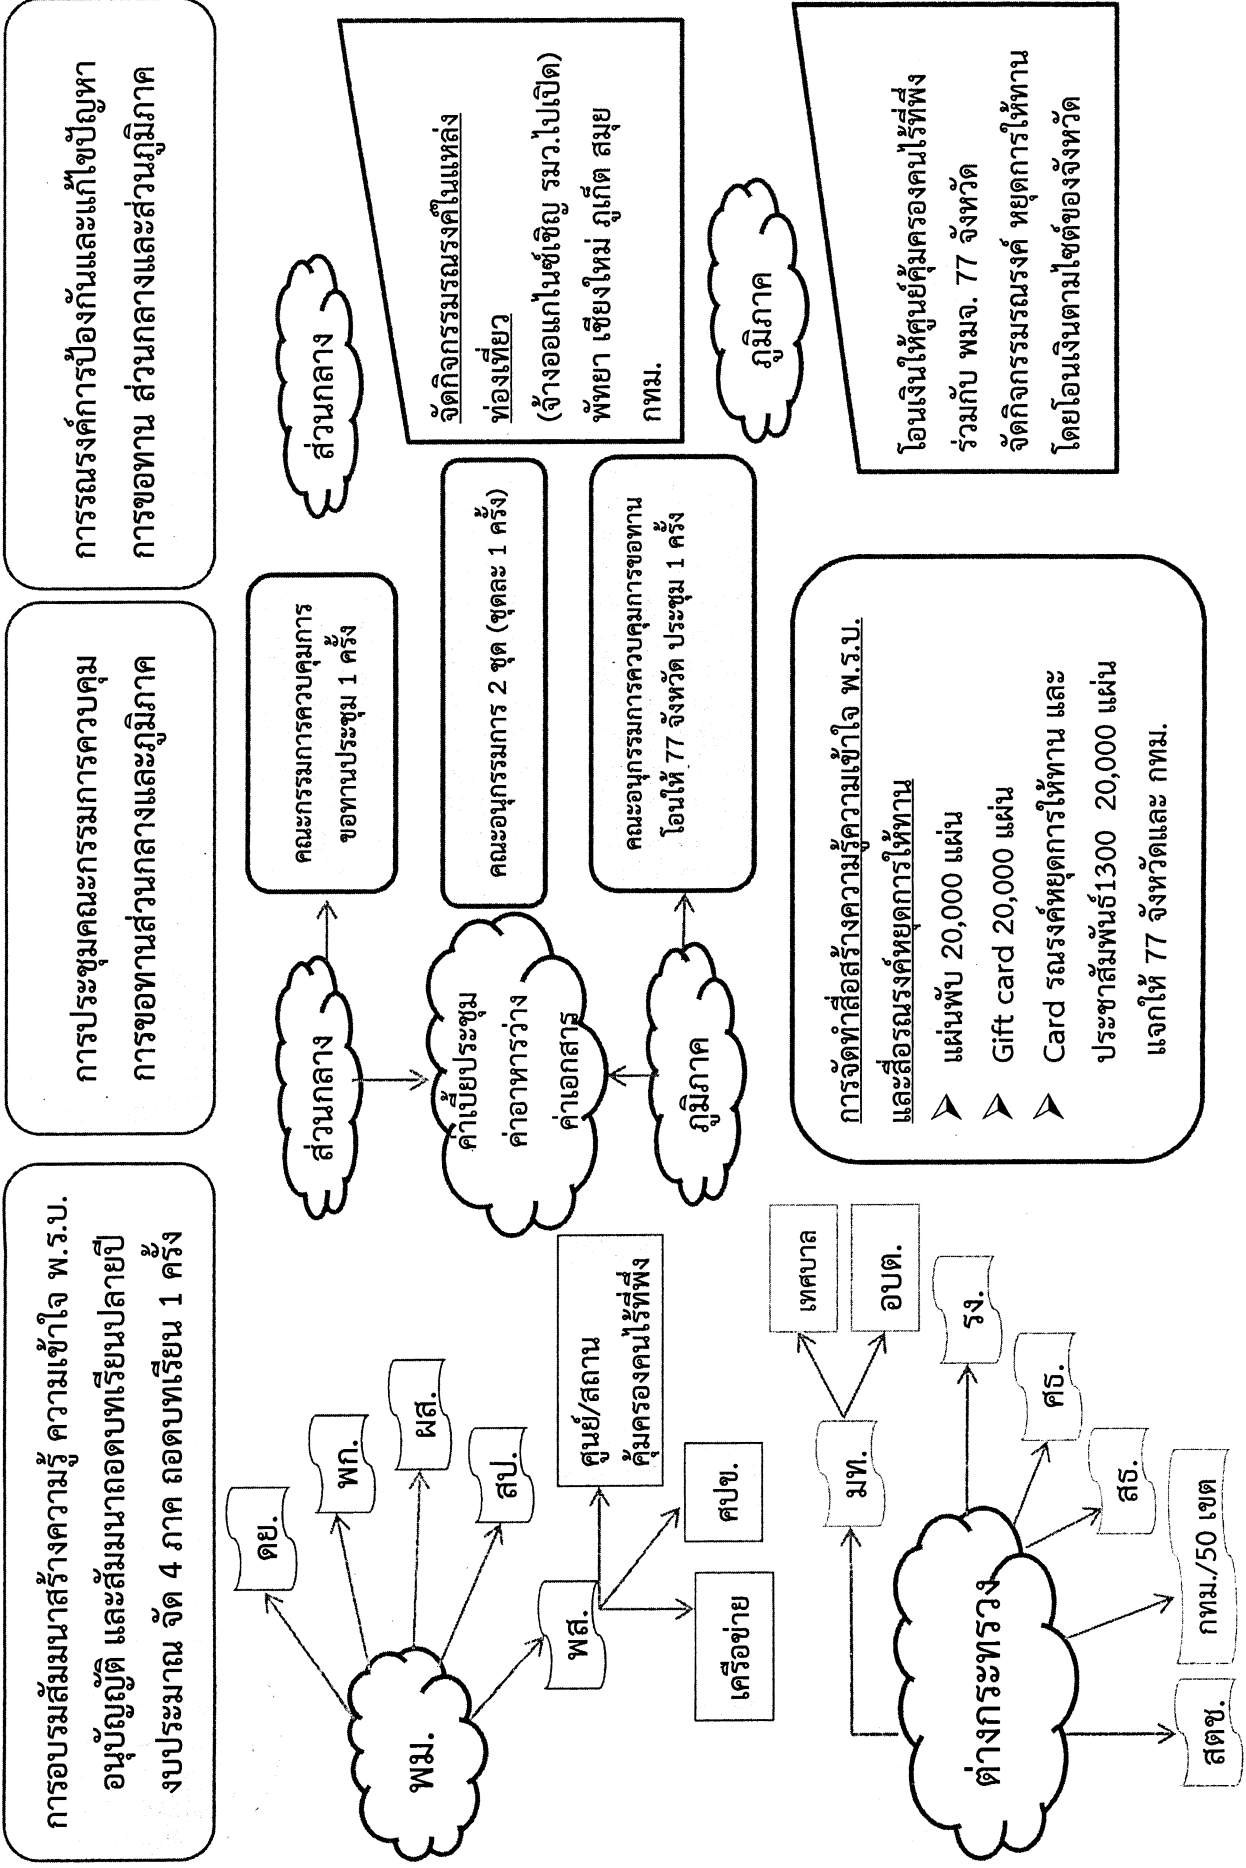 การอบรมสัมมนาสร้างความรู้ ความเข้าใจ พ.ร.บ.
อนุบัญญัติ และสัมมนาถอดบทเรียนปลายปี
งบประมาณ จัด 4 ภาค ถอดบทเรียน 1 ครั้ง
การประชุมคณะกรรมการควบคุม
การขอทานส่วนกลางและภูมิภาค
การรณรงค์การป้องกันและแก้ไขปัญหา
การขอทาน ส่วนกลางและส่วนภูมิภาค
พม.
ดย.
พก.
ผส.
สป.
พส.
ศูนย์/สถาน
คุ้มครองคนไร้ที่พึ่ง
ศปข.
เครือข่าย
ต่างกระทรวง
มท.
เทศบาล
อบต.
รง.
ศธ.
สธ.
กทม./50 เขต
สตช.
ส่วนกลาง
คณะกรรมการควบคุมการ
ขอทานประชุม 1 ครั้ง
ค่าเบี้ยประชุม
ค่าอาหารว่าง
ค่าเอกสาร
คณะอนุกรรมการ 2 ชุด (ชุดละ 1 ครั้ง)
ภูมิภาค
คณะอนุกรรมการควบคุมการขอทาน
โอนให้ 77 จังหวัด ประชุม 1 ครั้ง
การจัดทำสื่อสร้างความรู้ความเข้าใจ พ.ร.บ.
และสื่อรณรงค์หยุดการให้ทาน
➢ แผ่นพับ 20,000 แผ่น
➢ Gift card 20,000 แผ่น
➢ Card รณรงค์หยุดการให้ทาน และ
ประชาสัมพันธ์1300 20,000 แผ่น
แจกให้ 77 จังหวัดและ กทม.
ส่วนกลาง
จัดกิจกรรมรณรงค์ในแหล่ง
ท่องเที่ยว
(จ้างออแกไนซ์เชิญ รมว.ไปเปิด)
พัทยา เชียงใหม่ ภูเก็ต สมุย
กทม.
ภูมิภาค
โอนเงินให้ศูนย์คุ้มครองคนไร้ที่พึ่ง
ร่วมกับ พมจ. 77 จังหวัด
จัดกิจกรรมรณรงค์ หยุดการให้ทาน
โดยโอนเงินตามไซต์ของจังหวัด